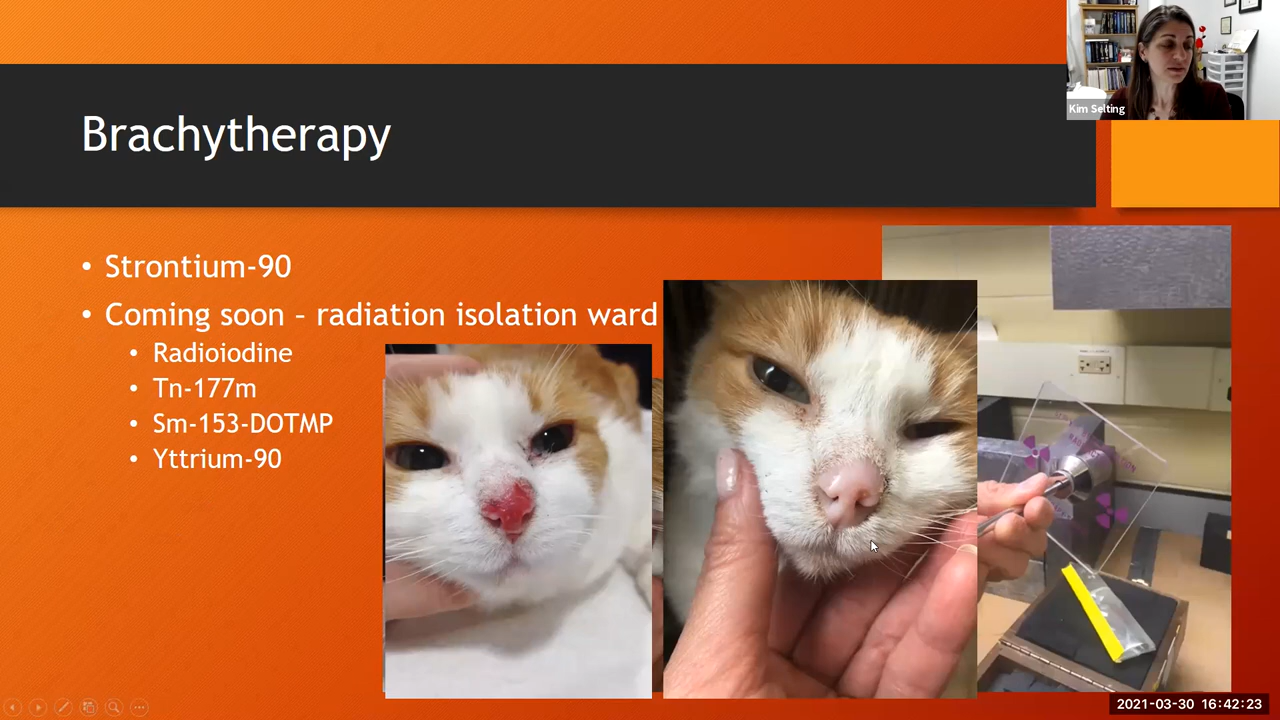 Kim Selting
Brachytherapy
• Strontium-90
• Coming soon – radiation isolation ward
• Radioiodine
• Tn-177m
• Sm-153-DOTMP
• Yttrium-90
2021-03-30 16:42:23